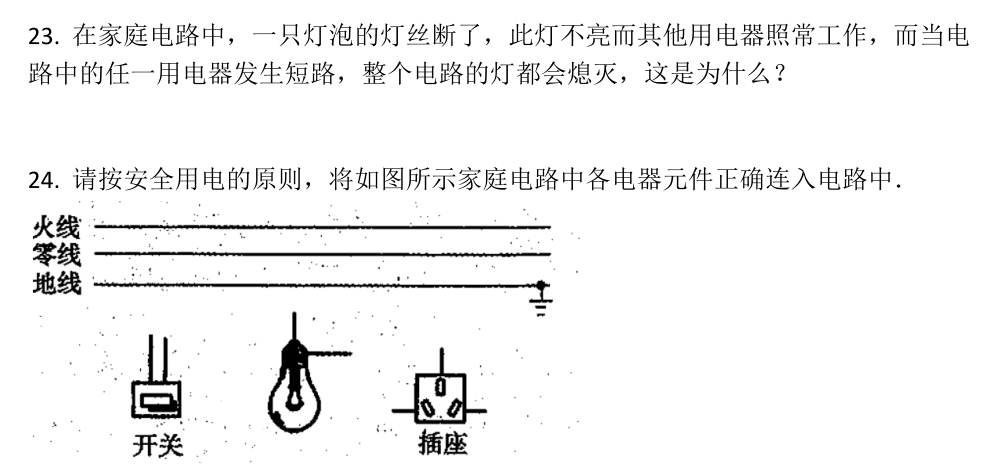 23. 在家庭电路中，一只灯泡的灯丝断了，此灯不亮而其他用电器照常工作，而当电
路中的任一用电器发生短路，整个电路的灯都会熄灭，这是为什么？
24. 请按安全用电的原则，将如图所示家庭电路中各电器元件正确连入电路中．
火线
零线
地线
开关
插座